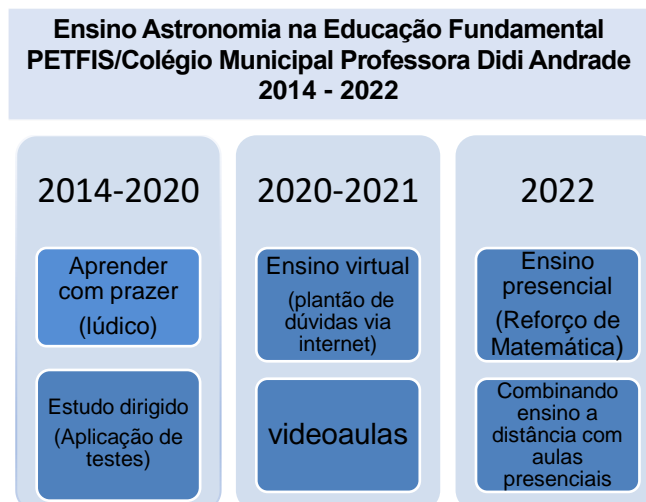 Ensino Astronomia na Educação Fundamental
PETFIS/Colégio Municipal Professora Didi Andrade
2014 - 2022
2014-2020
Aprender
com prazer
(lúdico)
Estudo dirigido
(Aplicação de
testes)
2020-2021
Ensino virtual
(plantão de
dúvidas via
internet)
videoaulas
2022
Ensino
presencial
(Reforço de
Matemática)
Combinando
ensino a
distância com
aulas
presenciais